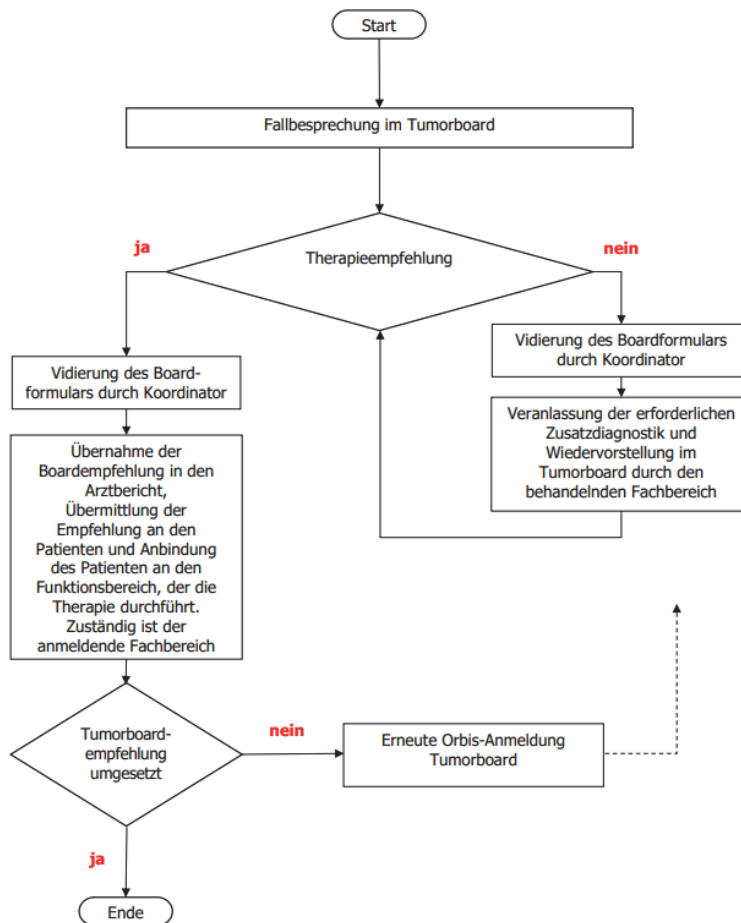 Start
Fallbesprechung im Tumorboard
ja
nein
Therapieempfehlung
Vidierung des Board-
formulars durch Koordinator
Vidierung des Boardformulars
durch Koordinator
Übernahme der
Boardempfehlung in den
Arztbericht,
Übermittlung der
Empfehlung an den
Patienten und Anbindung
des Patienten an den
Funktionsbereich, der die
Therapie durchführt.
Zuständig ist der
anmeldende Fachbereich
Veranlassung der erforderlichen
Zusatzdiagnostik und
Wiedervorstellung im
Tumorboard durch den
behandelnden Fachbereich
Tumorboard-
empfehlung
umgesetzt
nein
Erneute Orbis-Anmeldung
Tumorboard
ja
Ende